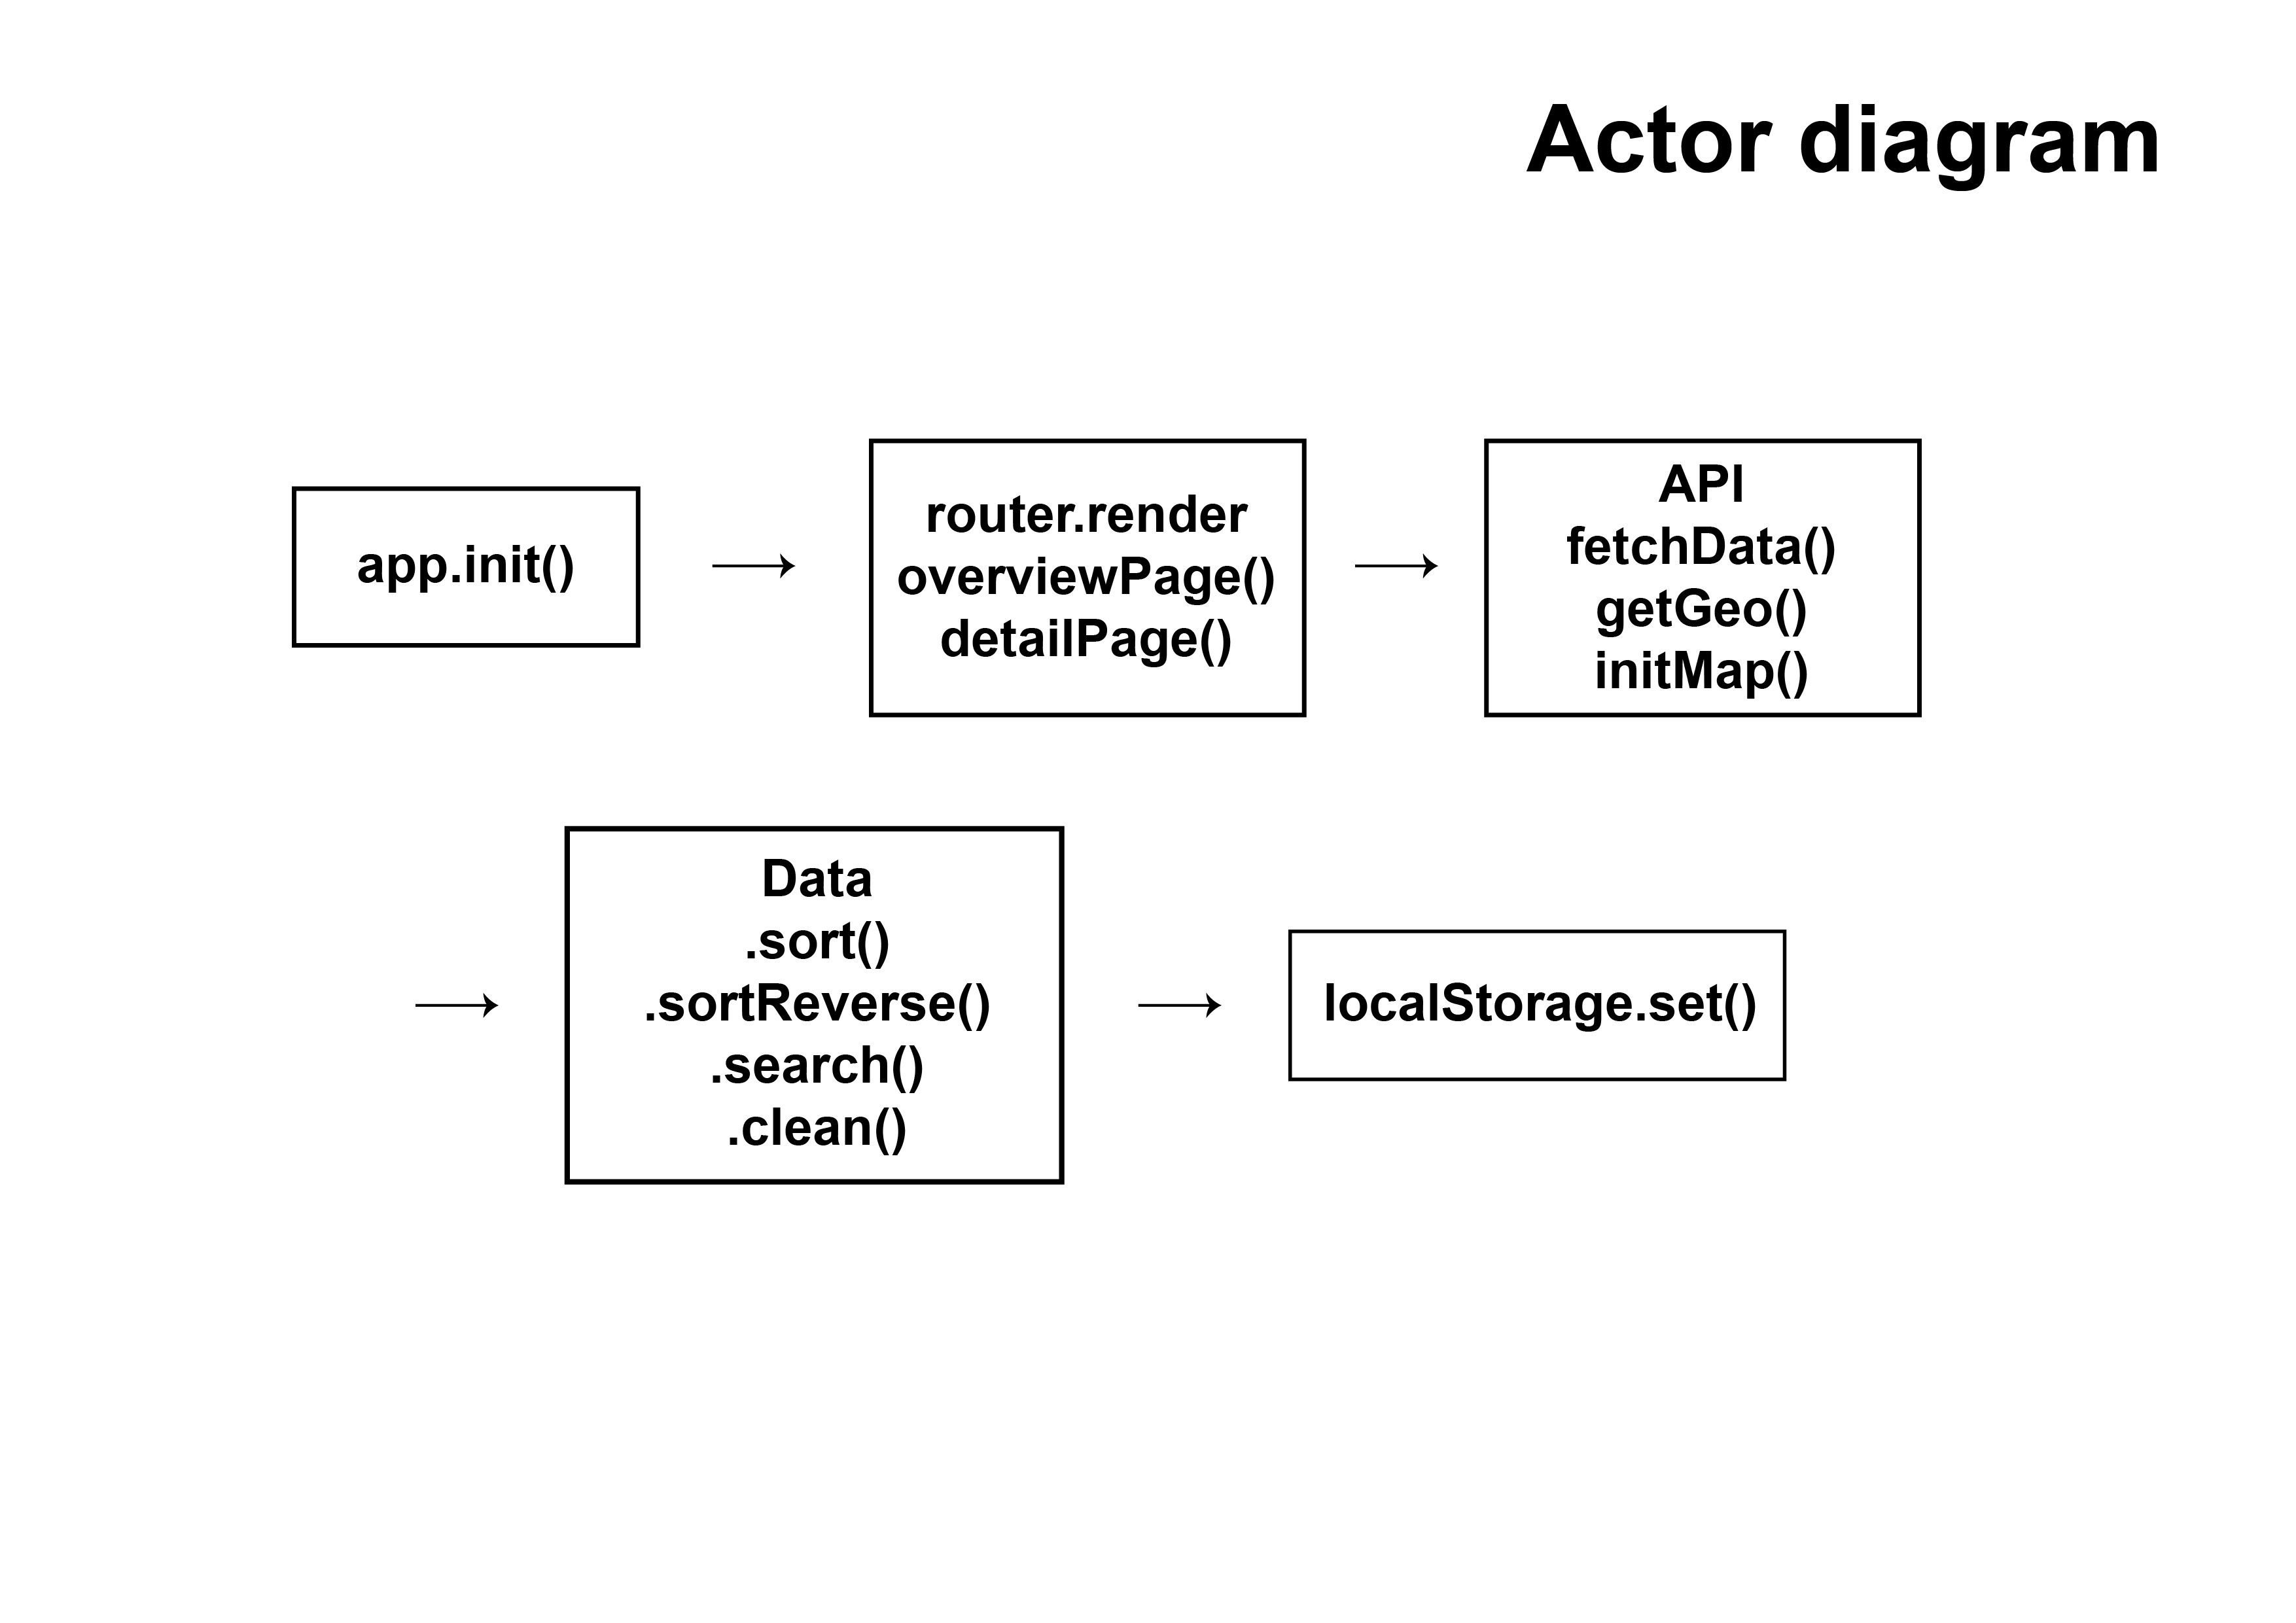 Actor diagram
app.init()
router.render
overviewPage()
detailPage()
API
fetchData()
getGeo()
initMap()
Data
.sort()
.sortReverse()
.search()
.clean()
localStorage.set()